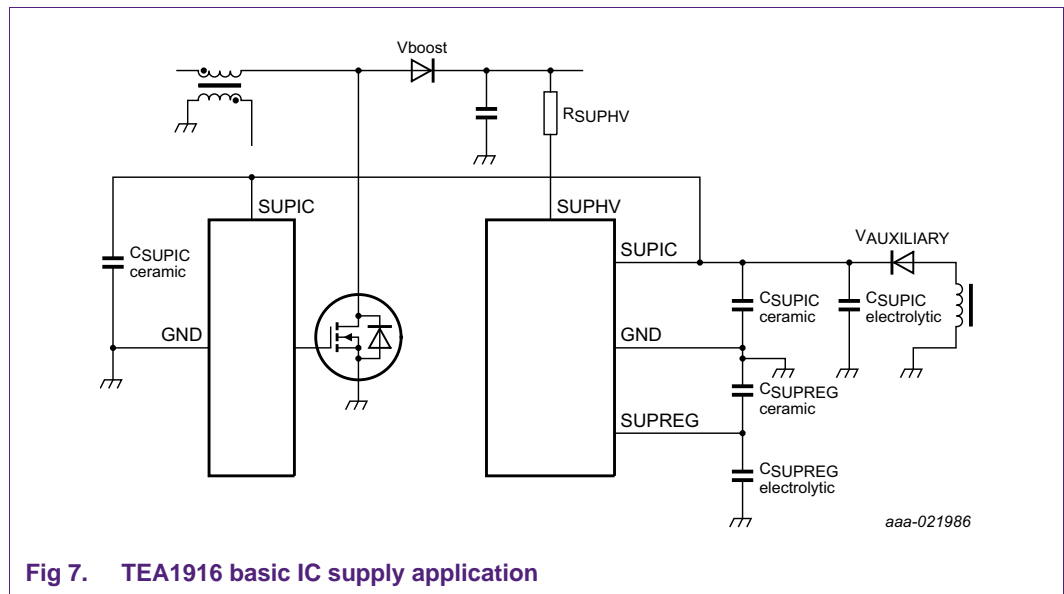 Vboost
RSUPHV
SUPIC
SUPHV
CSUPIC
ceramic
SUPIC
VAUXILIARY
CSUPIC
ceramic
CSUPIC
electrolytic
GND
GND
CSUPREG
ceramic
SUPREG
CSUPREG
electrolytic
aaa-021986
Fig 7. TEA1916 basic IC supply application